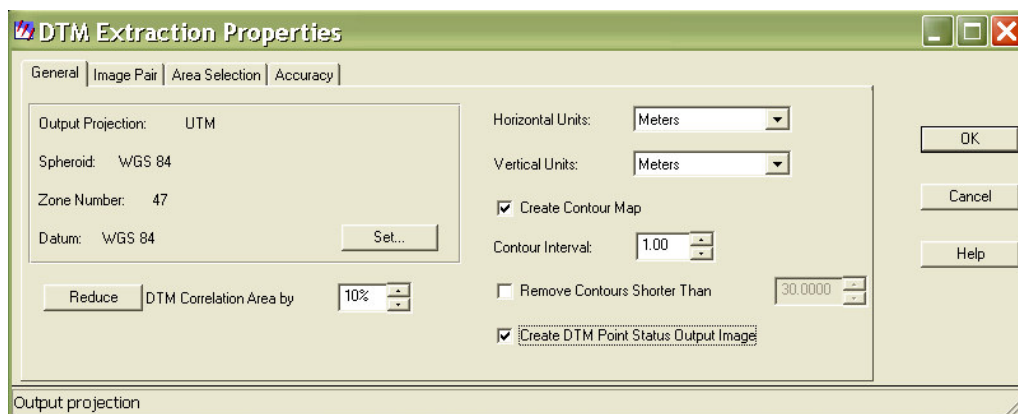 DTM Extraction Properties
General Image Pair Area Selection Accuracy
Output Projection: UTM
Spheroid: WGS 84
Zone Number: 47
Datum: WGS 84
Set...
Reduce DTM Correlation Area by 10%
Horizontal Units: Meters
Vertical Units: Meters
Create Contour Map
Contour Interval: 1.00
Remove Contours Shorter Than 30.0000
Create DTM Point Status Output Image
OK
Cancel
Help
Output projection